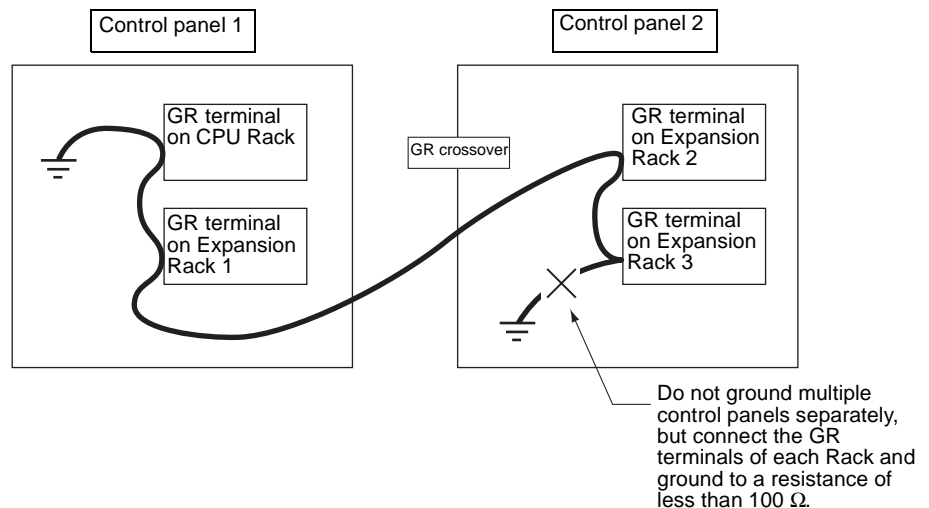 Control panel 1
Control panel 2
GR terminal
on CPU Rack
GR terminal
on Expansion
Rack 1
GR crossover
GR terminal
on Expansion
Rack 2
GR terminal
on Expansion
Rack 3
Do not ground multiple
control panels separately,
but connect the GR
terminals of each Rack and
ground to a resistance of
less than 100 Ω.